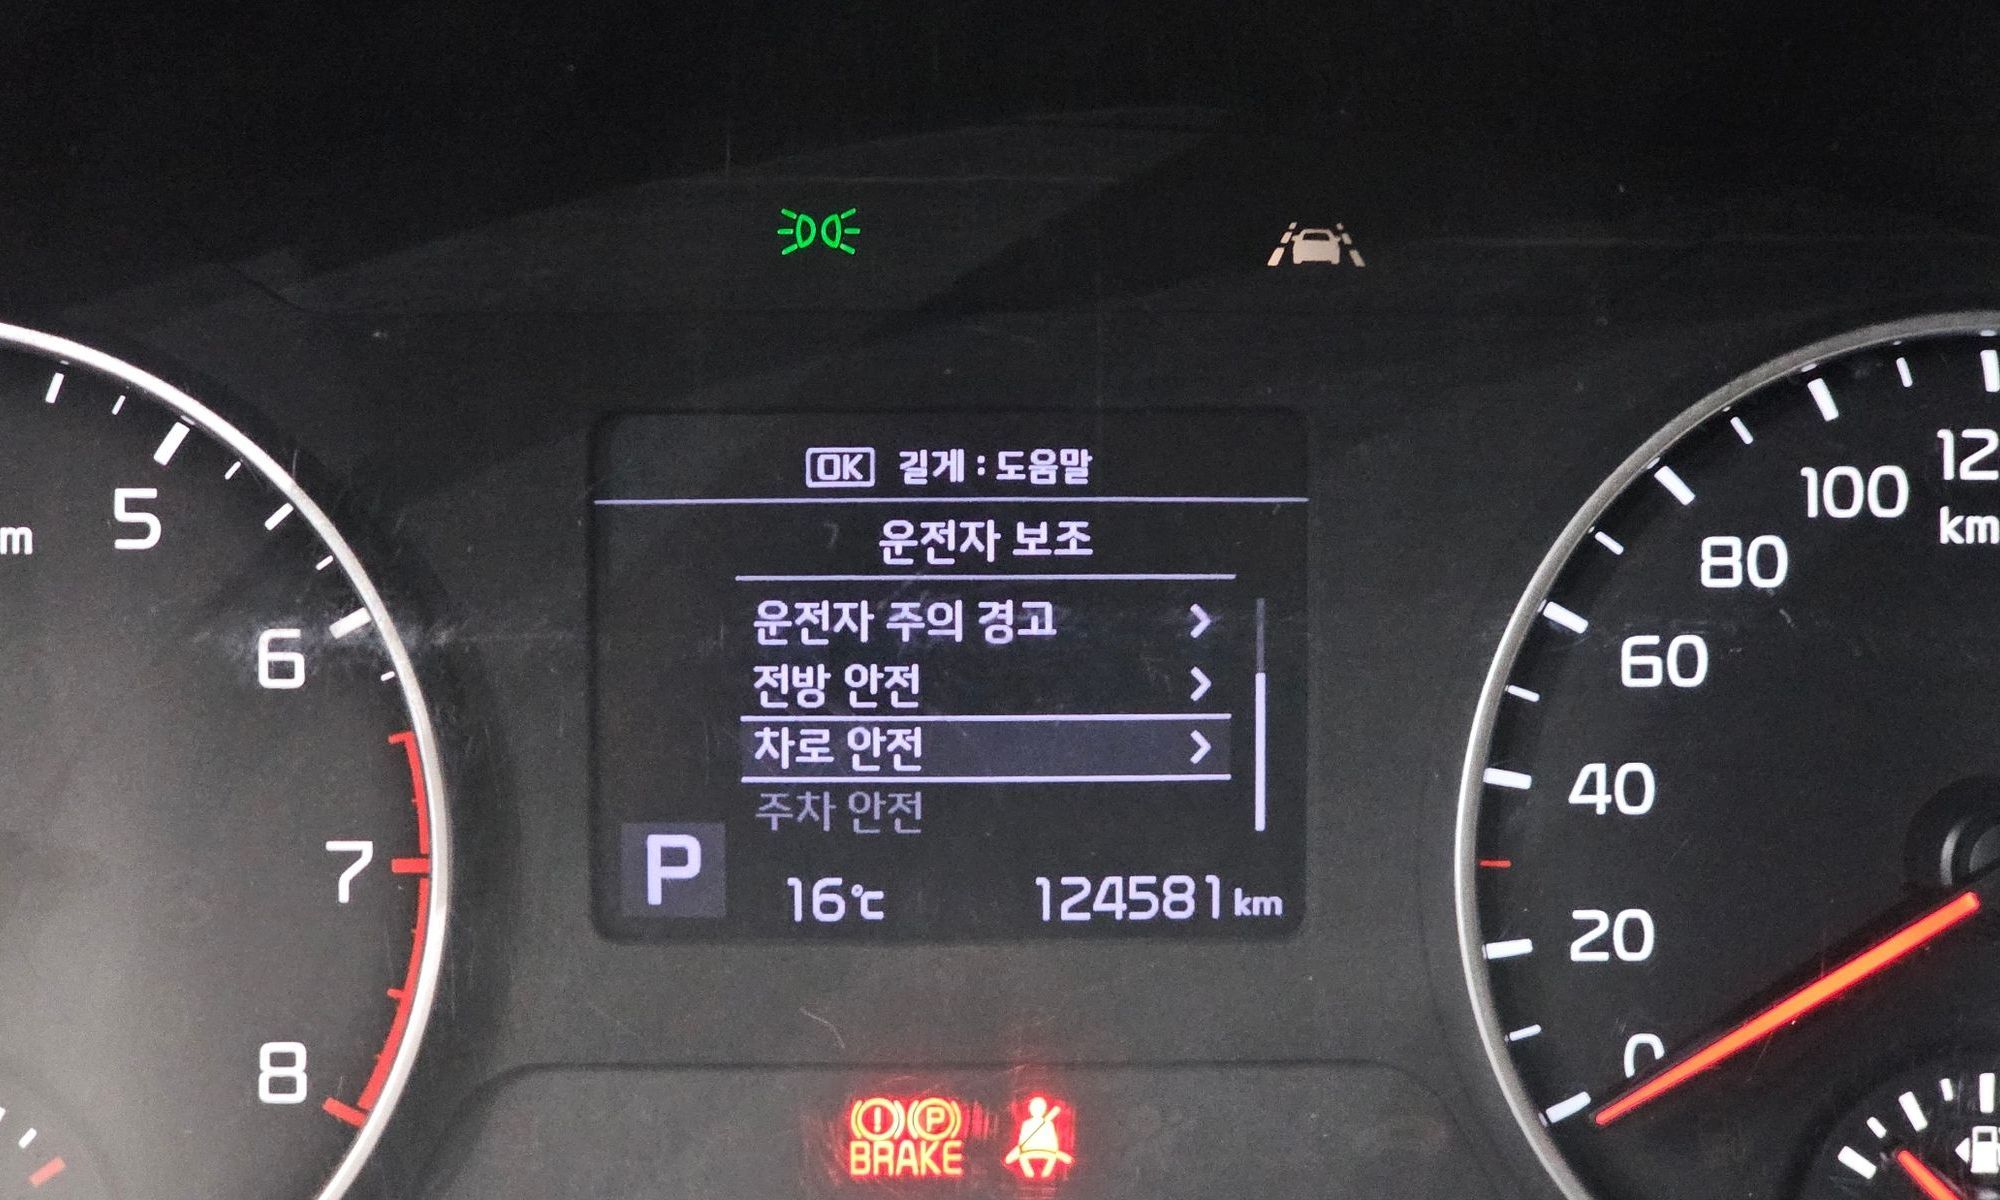 OK 길게 : 도움말
운전자 보조
운전자 주의 경고
전방 안전
차로 안전
주차 안전
P
16℃
124581 km
5
6
7
8
100
80
60
40
20
0
km
BRAKE
P